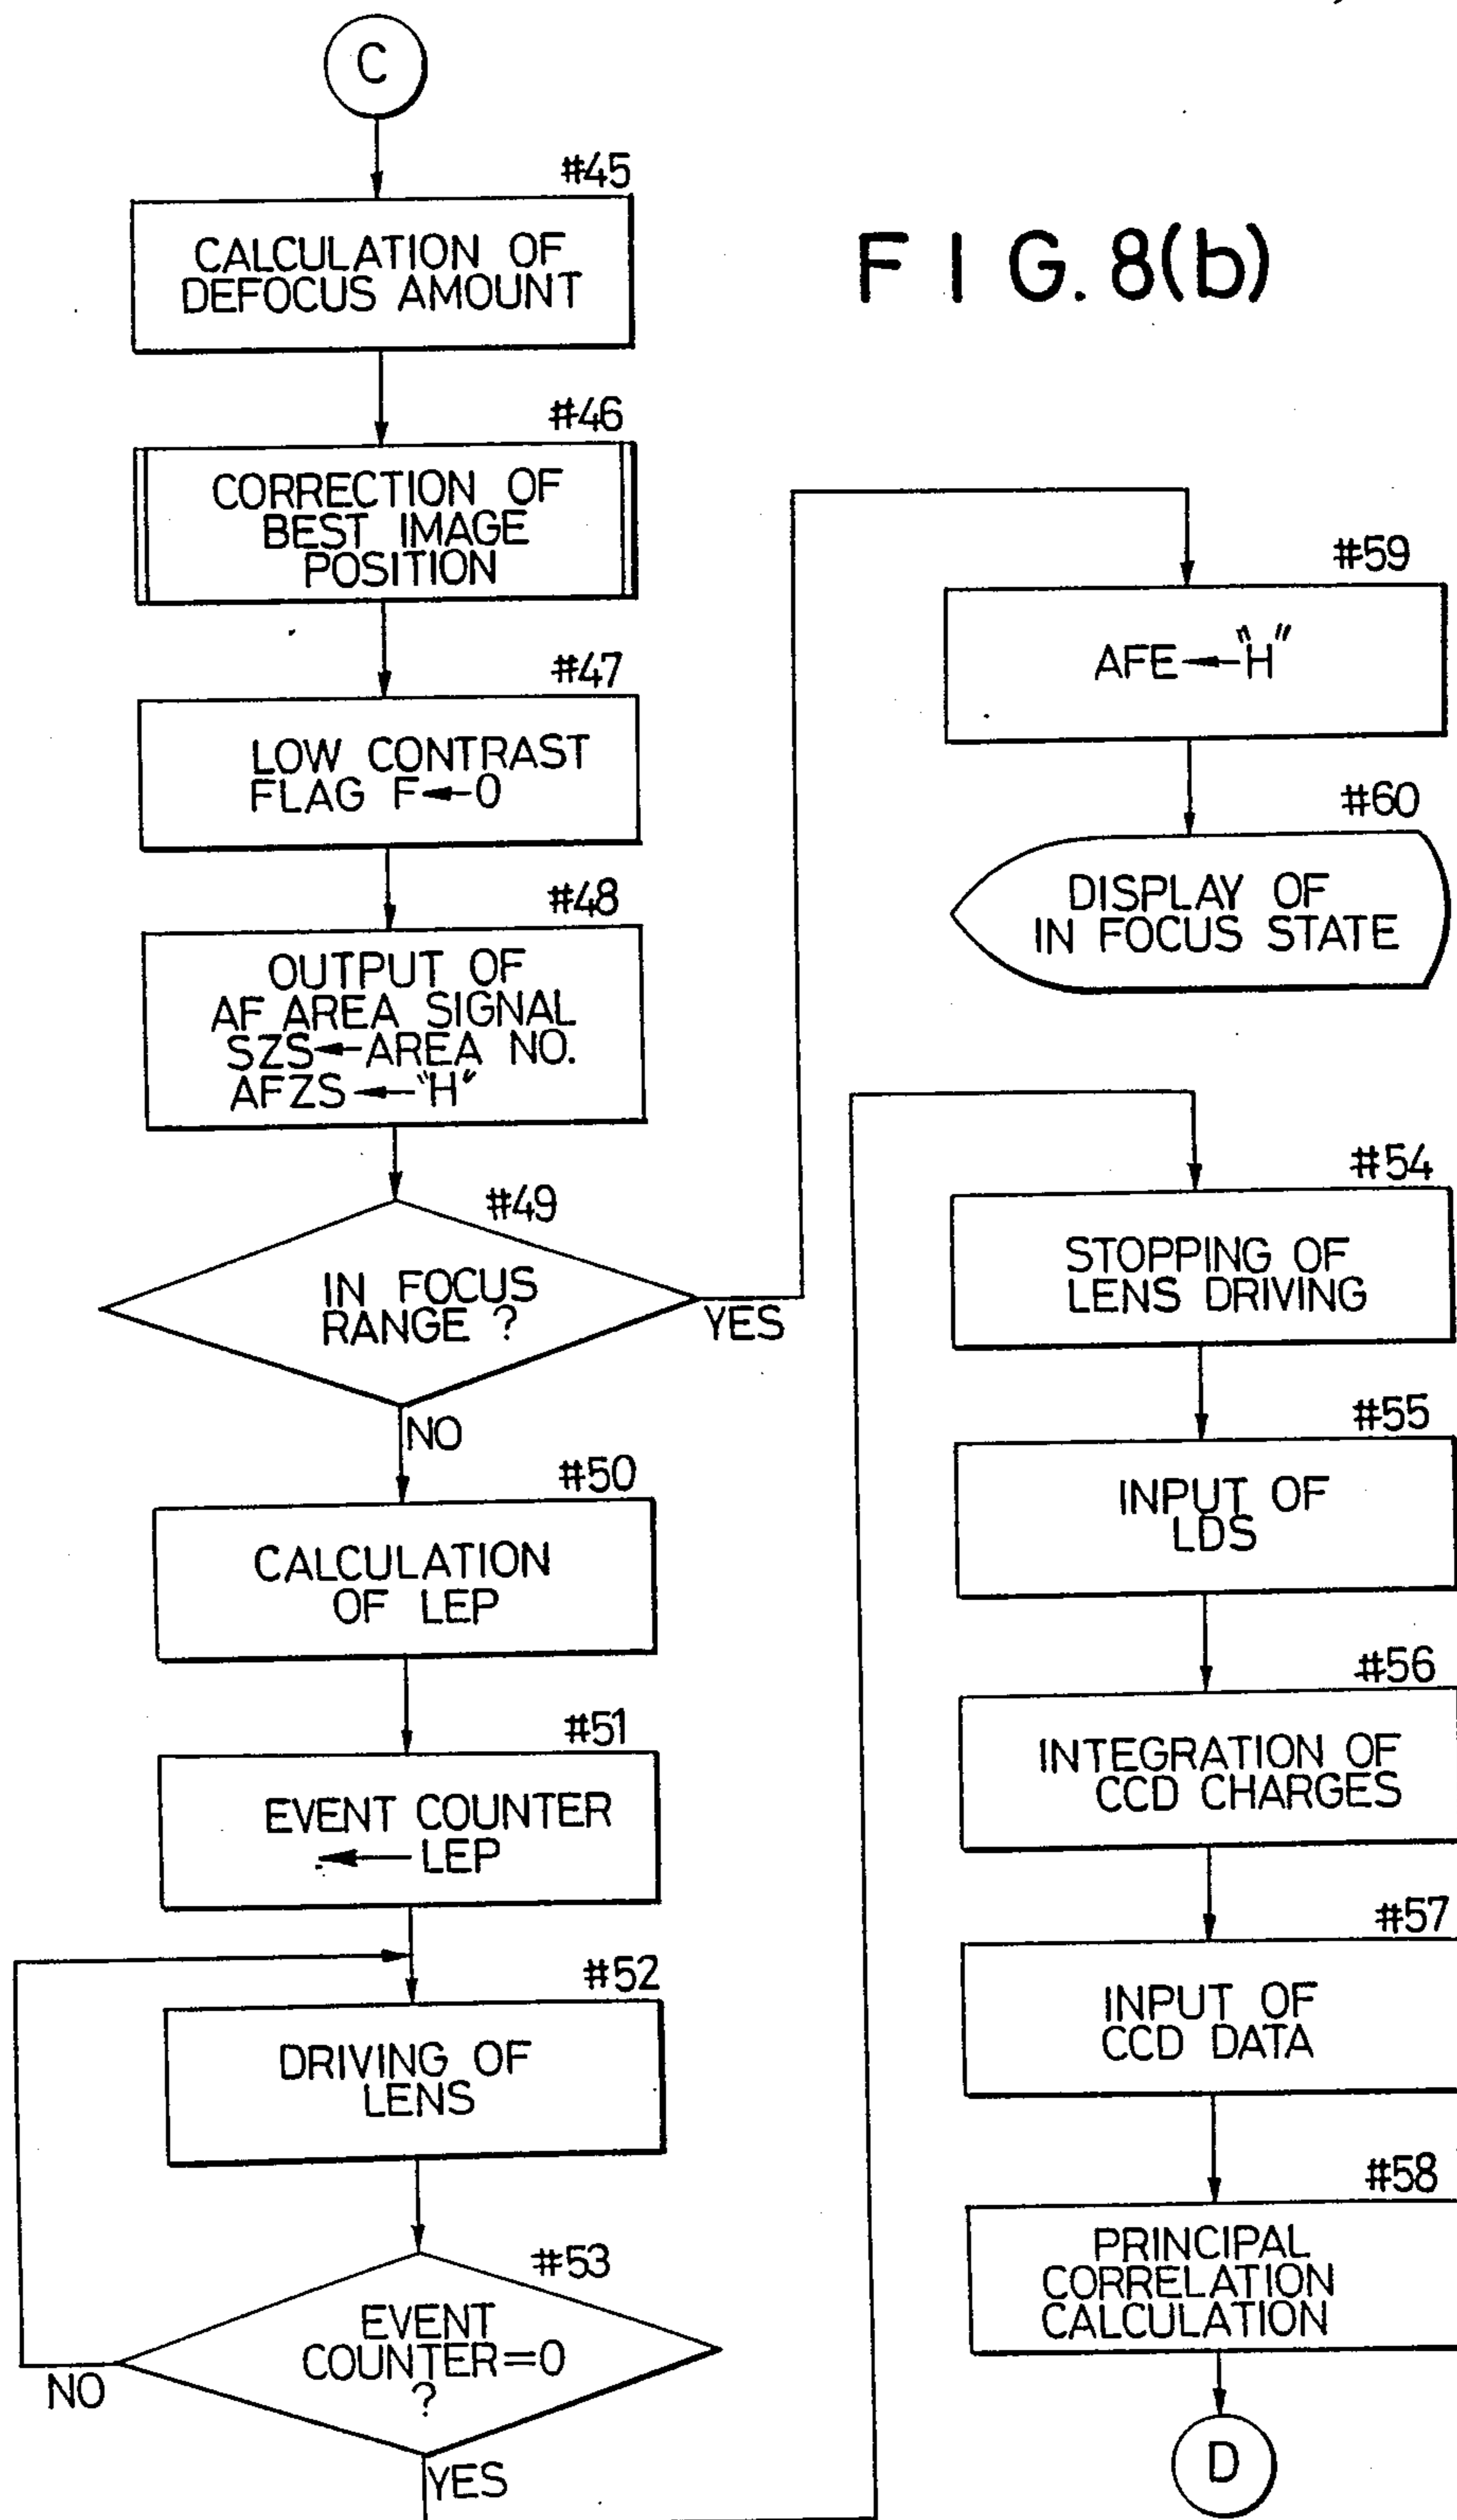 C
#45
CALCULATION OF
DEFOCUS AMOUNT
F I G. 8(b)
#46
CORRECTION OF
BEST IMAGE
POSITION
#47
LOW CONTRAST
FLAG F←0
#48
OUTPUT OF
AF AREA SIGNAL
SZS←AREA NO.
AFZS←"H"
#49
IN FOCUS
RANGE ?
YES
NO
#50
CALCULATION
OF LEP
#51
EVENT COUNTER
←LEP
#52
DRIVING OF
LENS
#53
EVENT
COUNTER=0
?
NO
YES
#59
AFE←"H"
#60
DISPLAY OF
IN FOCUS STATE
#54
STOPPING OF
LENS DRIVING
#55
INPUT OF
LDS
#56
INTEGRATION OF
CCD CHARGES
#57
INPUT OF
CCD DATA
#58
PRINCIPAL
CORRELATION
CALCULATION
D